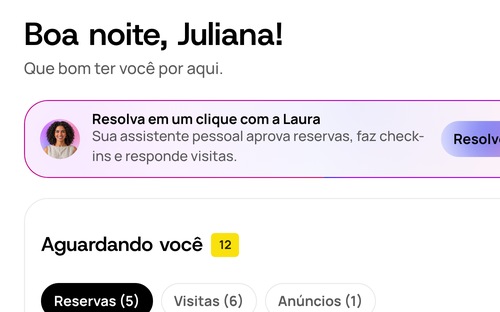 Boa noite, Juliana!
Que bom ter você por aqui.
Resolva em um clique com a Laura
Sua assistente pessoal aprova reservas, faz check-
ins e responde visitas.
Aguardando você 12
Reservas (5) Visitas (6) Anúncios (1)